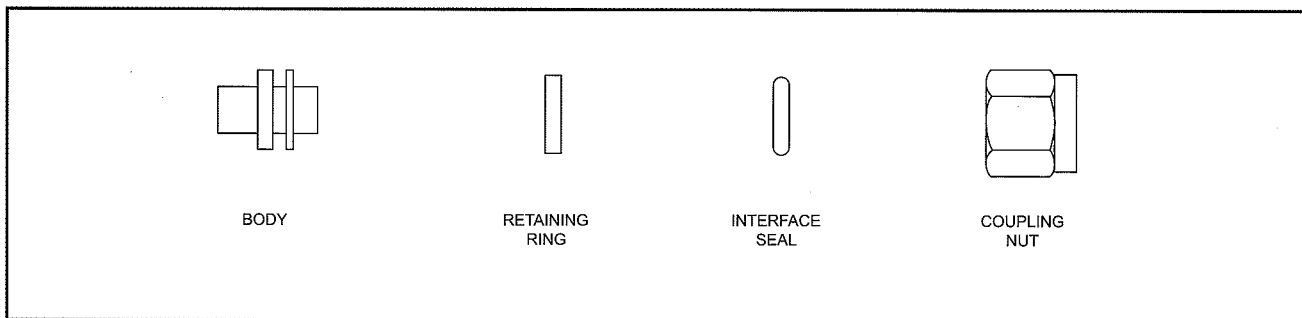 BODY
RETAINING
RING
INTERFACE
SEAL
COUPLING
NUT